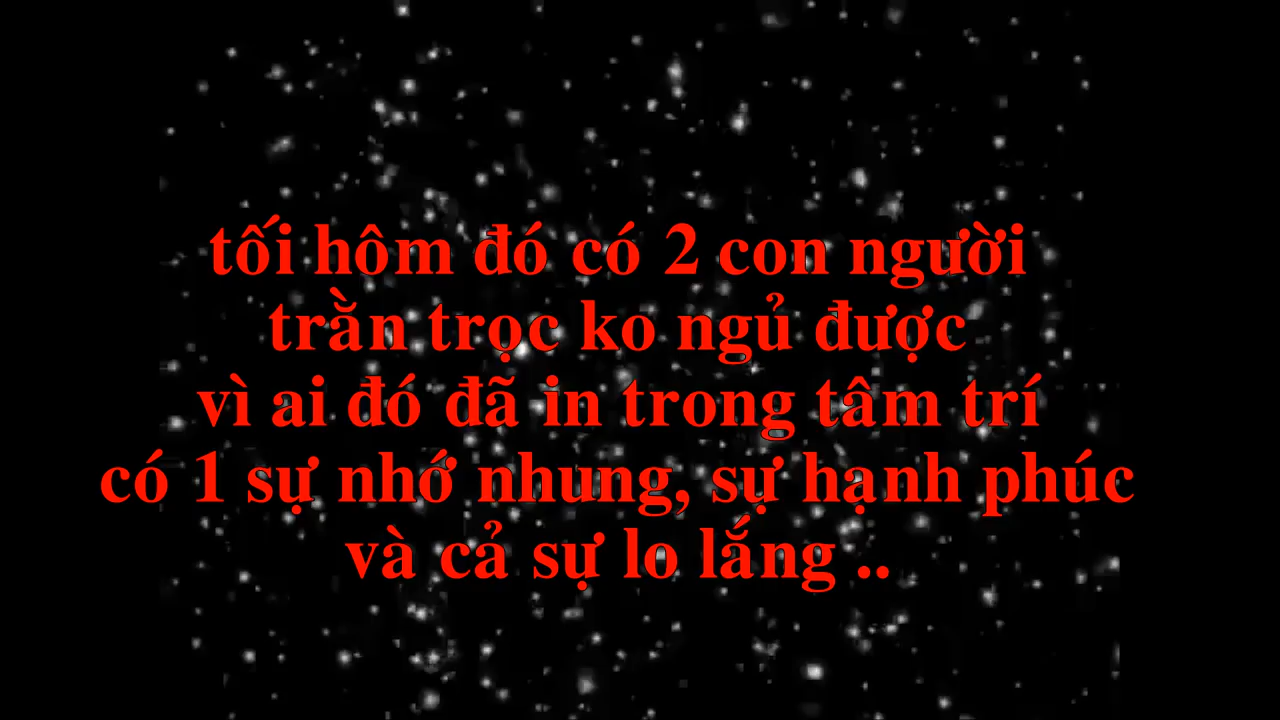 tối hôm đó có 2 con người
trằn trọc ko ngủ được
vì ai đó đã in trong tâm trí
có 1 sự nhớ nhung, sự hạnh phúc
và cả sự lo lắng ..